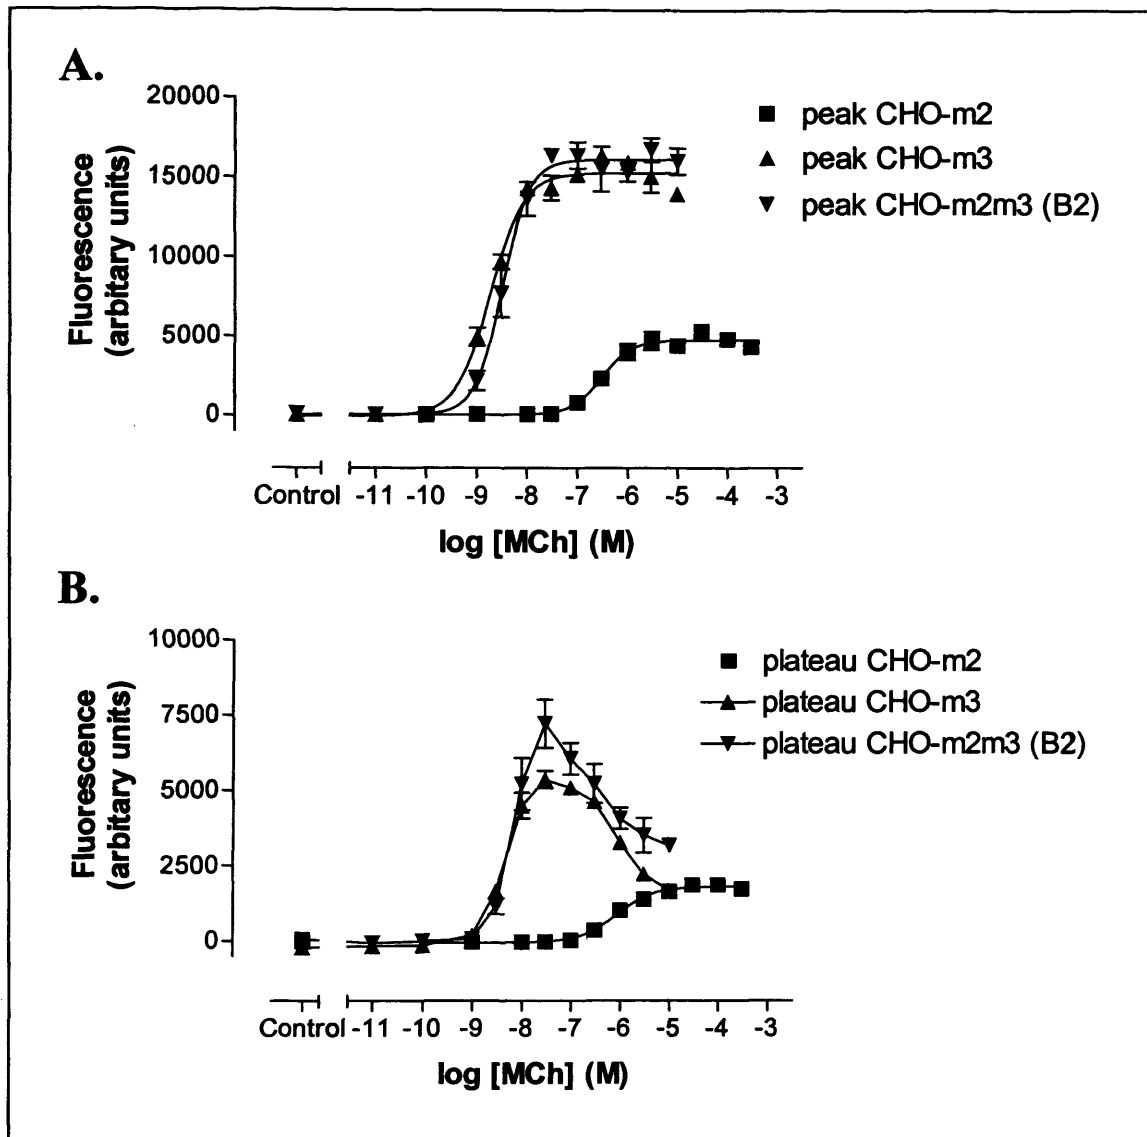 A.
20000
15000
10000
5000
0
Fluorescence
(arbitary units)
peak CHO-m2
peak CHO-m3
peak CHO-m2m3 (B2)
Control -11 -10 -9 -8 -7 -6 -5 -4 -3
log [MCh] (M)
B.
10000
7500
5000
2500
0
Fluorescence
(arbitary units)
plateau CHO-m2
plateau CHO-m3
plateau CHO-m2m3 (B2)
Control -11 -10 -9 -8 -7 -6 -5 -4 -3
log [MCh] (M)